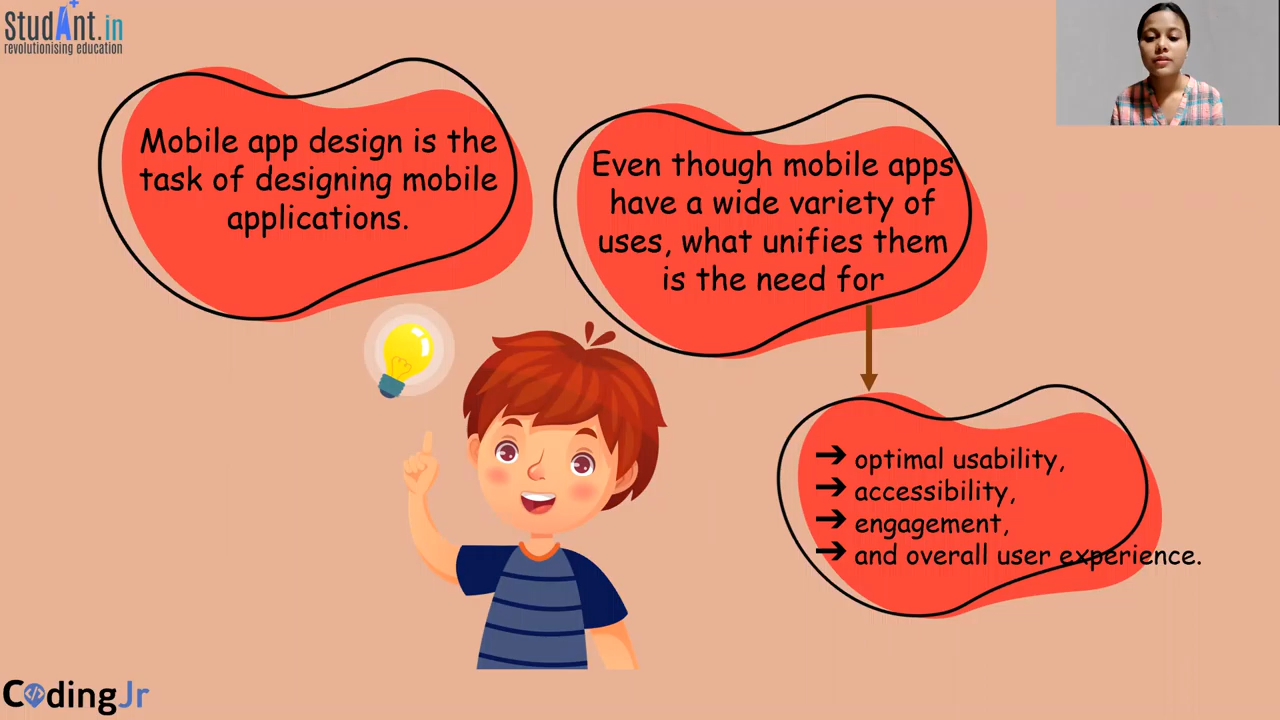 StudAnt.in
revolutionising education
Mobile app design is the
task of designing mobile
applications.
Even though mobile apps
have a wide variety of
uses, what unifies them
is the need for
➔ optimal usability,
➔ accessibility,
➔ engagement,
➔ and overall user experience.
CodingJr